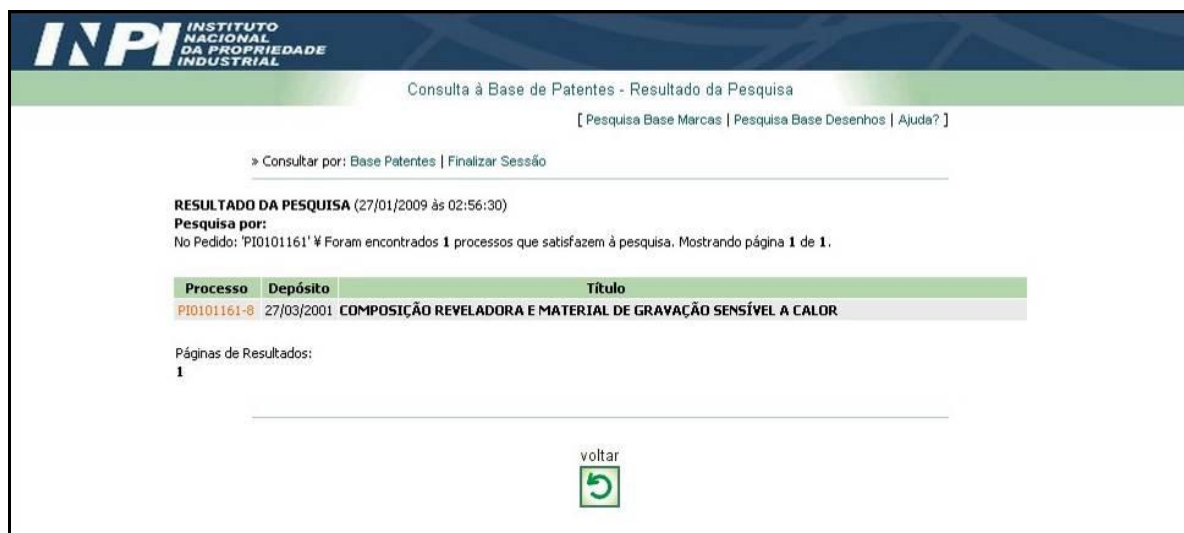 INPI INSTITUTO
NACIONAL
DA PROPRIEDADE
INDUSTRIAL
Consulta à Base de Patentes - Resultado da Pesquisa
[ Pesquisa Base Marcas | Pesquisa Base Desenhos | Ajuda? ]
» Consultar por: Base Patentes | Finalizar Sessão
RESULTADO DA PESQUISA (27/01/2009 às 02:56:30)
Pesquisa por:
No Pedido: 'PI0101161' ¥ Foram encontrados 1 processos que satisfazem à pesquisa. Mostrando página 1 de 1.
Processo Depósito Título
PI0101161-8 27/03/2001 COMPOSIÇÃO REVELADORA E MATERIAL DE GRAVAÇÃO SENSÍVEL A CALOR
Páginas de Resultados:
1
voltar